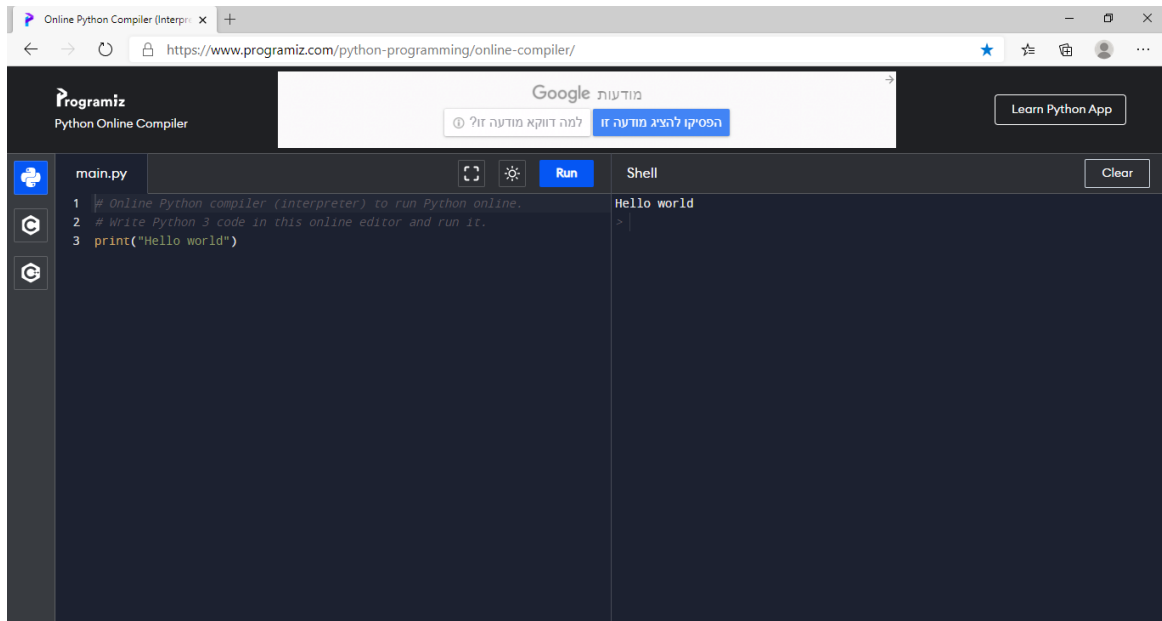 Online Python Compiler (Interpre
https://www.programiz.com/python-programming/online-compiler/
Programiz
Python Online Compiler
מודעות Google
הפסיקו להציג מודעה זו
למה דווקא מודעה זו?
Learn Python App
main.py
Run
Shell
Clear
1 # Online Python compiler (interpreter) to run Python online.
2 # Write Python 3 code in this online editor and run it.
3 print("Hello world")
Hello world
>